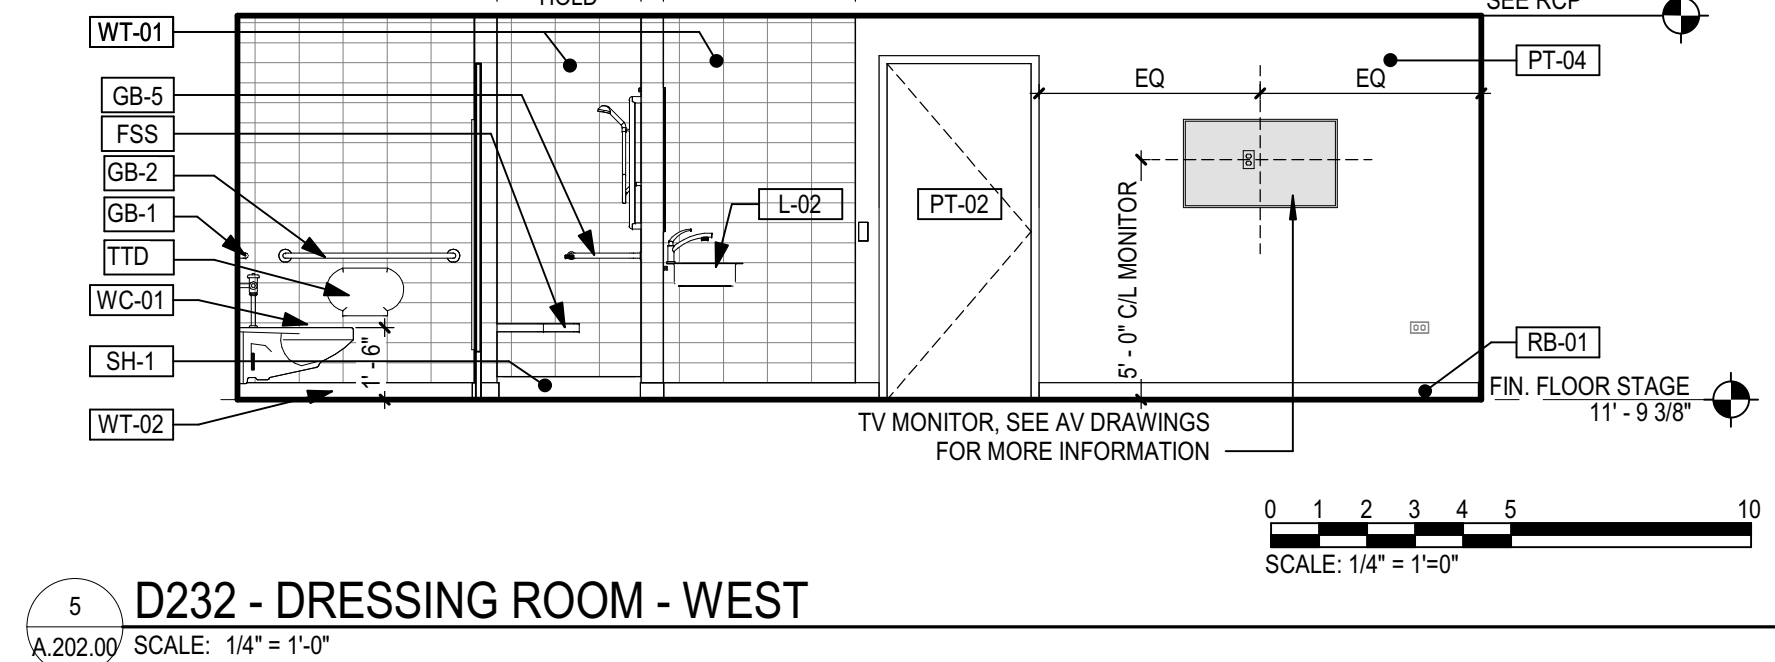 HOLD
SEE RCP
WT-01
PT-04
EQ
EQ
GB-5
FSS
GB-2
GB-1
L-02
PT-02
TTD
WC-01
5' - 0" C/L MONITOR
1' - 6"
SH-1
RB-01
WT-02
FIN. FLOOR STAGE
11' - 9 3/8"
TV MONITOR, SEE AV DRAWINGS
FOR MORE INFORMATION
0 1 2 3 4 5 10
SCALE: 1/4" = 1'=0"
5
A.202.00
D232 - DRESSING ROOM - WEST
SCALE: 1/4" = 1'-0"